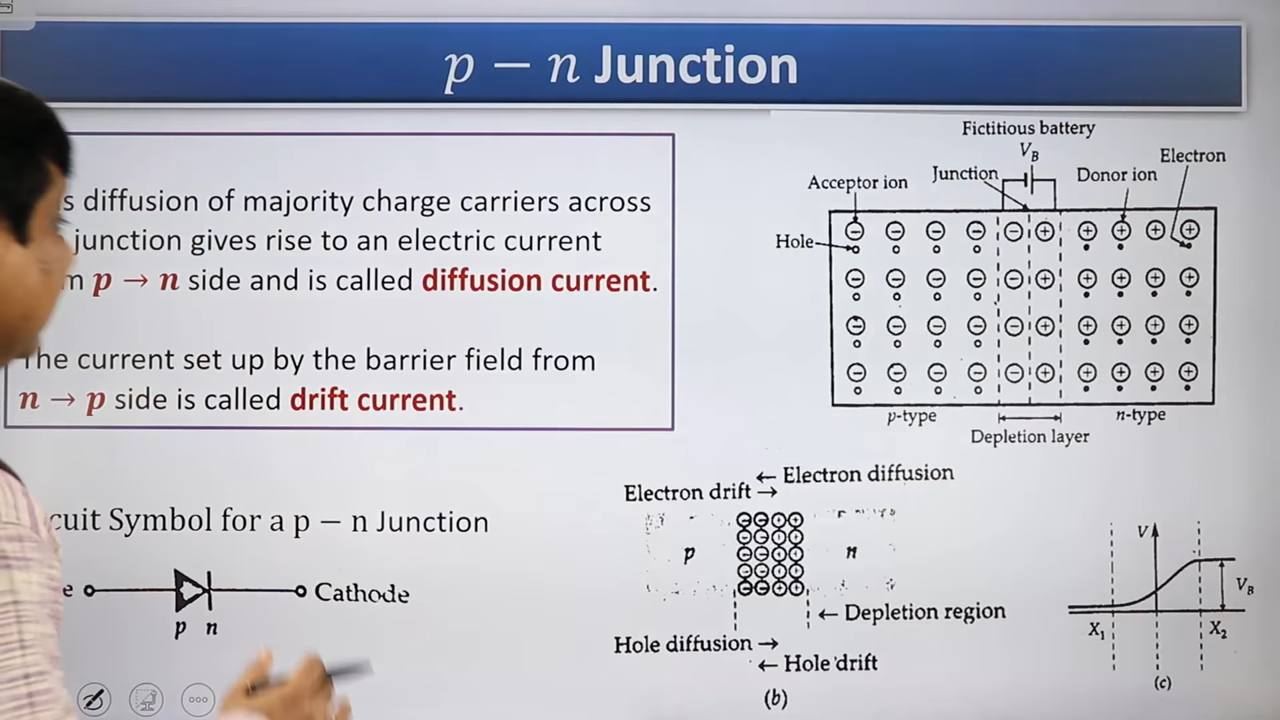 p − n Junction
s diffusion of majority charge carriers across
junction gives rise to an electric current
m p → n side and is called diffusion current.
The current set up by the barrier field from
n → p side is called drift current.
cuit Symbol for a p − n Junction
e
Cathode
p n
Fictitious battery
V_B
Electron
Junction
Donor ion
Acceptor ion
Hole
p-type
n-type
Depletion layer
← Electron diffusion
Electron drift →
p
n
← Depletion region
Hole diffusion →
← Hole drift
(b)
V
V_B
X₁
X₂
(c)